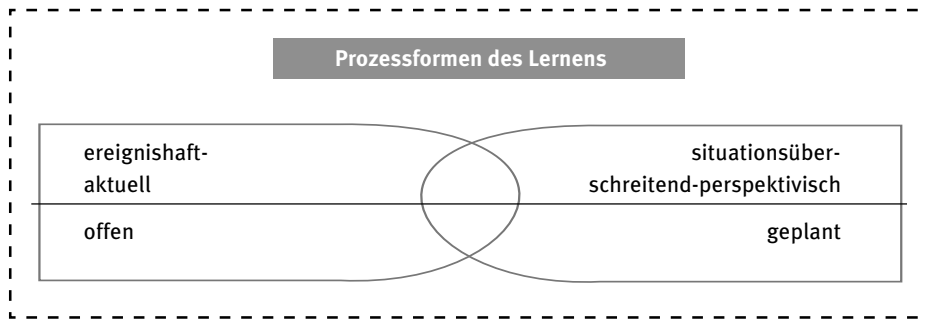 Prozessformen des Lernens
ereignishaft-
aktuell
situationsüber-
schreitend-perspektivisch
offen
geplant